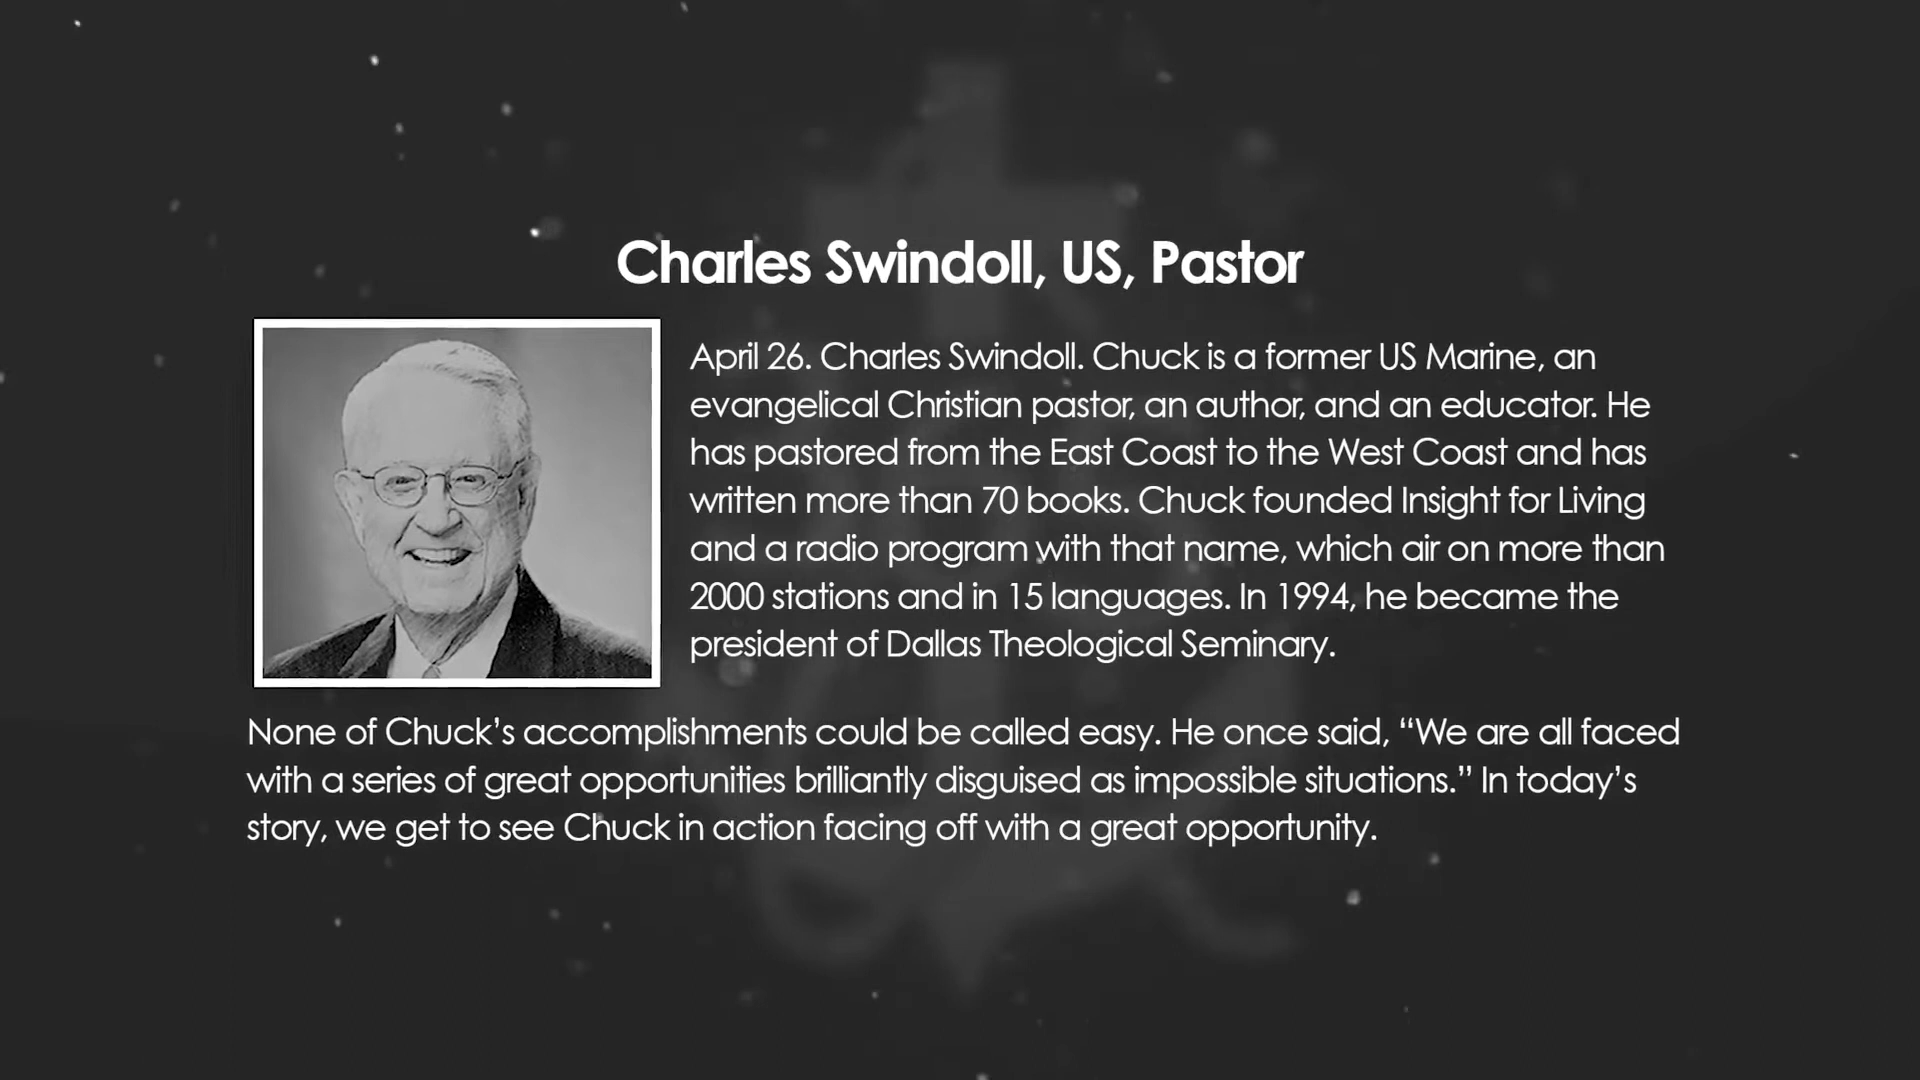 Charles Swindoll, US, Pastor
April 26. Charles Swindoll. Chuck is a former US Marine, an
evangelical Christian pastor, an author, and an educator. He
has pastored from the East Coast to the West Coast and has
written more than 70 books. Chuck founded Insight for Living
and a radio program with that name, which air on more than
2000 stations and in 15 languages. In 1994, he became the
president of Dallas Theological Seminary.
None of Chuck’s accomplishments could be called easy. He once said, “We are all faced
with a series of great opportunities brilliantly disguised as impossible situations.” In today’s
story, we get to see Chuck in action facing off with a great opportunity.